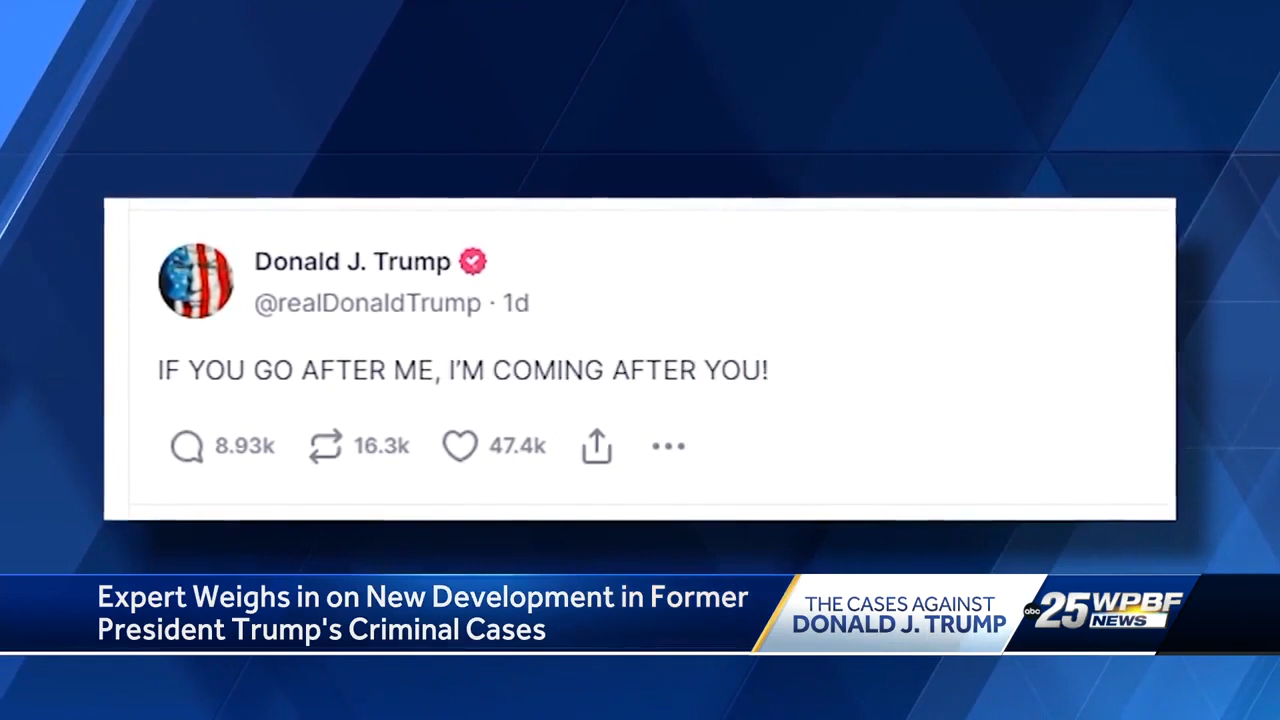 Donald J. Trump
@realDonaldTrump · 1d
IF YOU GO AFTER ME, I'M COMING AFTER YOU!
8.93k 16.3k 47.4k
Expert Weighs in on New Development in Former
President Trump's Criminal Cases
THE CASES AGAINST
DONALD J. TRUMP
abc 25 WPBF
NEWS